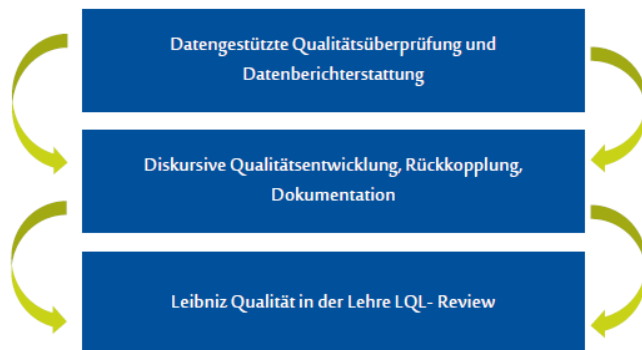 Datengestützte Qualitätsüberprüfung und
Datenberichterstattung
Diskursive Qualitätsentwicklung, Rückkopplung,
Dokumentation
Leibniz Qualität in der Lehre LQL- Review